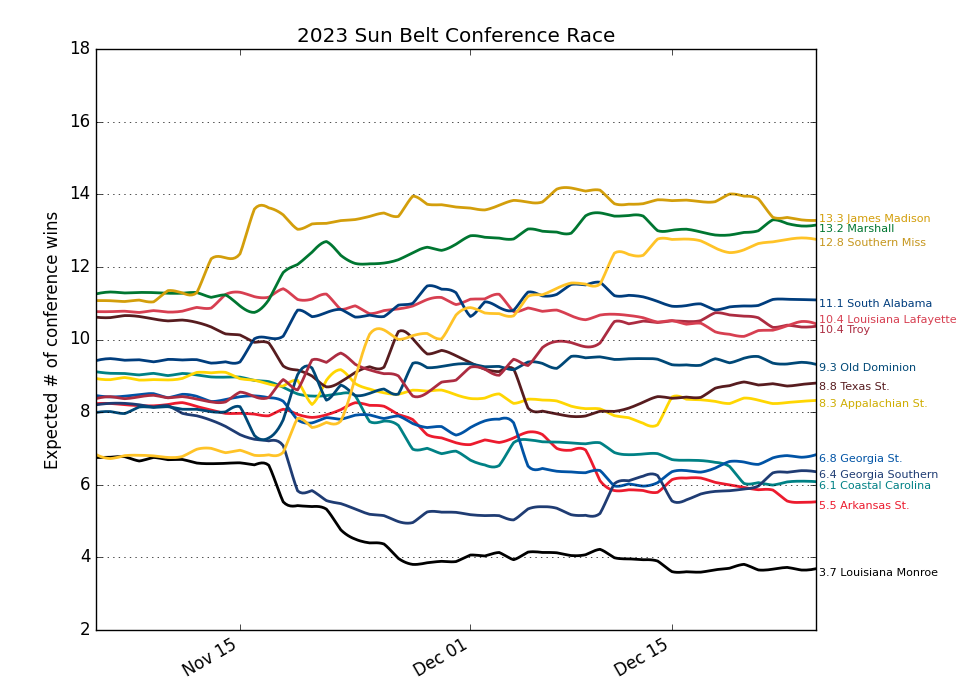 2023 Sun Belt Conference Race
Expected # of conference wins
18
16
14
12
10
8
6
4
2
Nov 15
Dec 01
Dec 15
13.3 James Madison
13.2 Marshall
12.8 Southern Miss
11.1 South Alabama
10.4 Louisiana Lafayette
10.4 Troy
9.3 Old Dominion
8.8 Texas St.
8.3 Appalachian St.
6.8 Georgia St.
6.4 Georgia Southern
6.1 Coastal Carolina
5.5 Arkansas St.
3.7 Louisiana Monroe